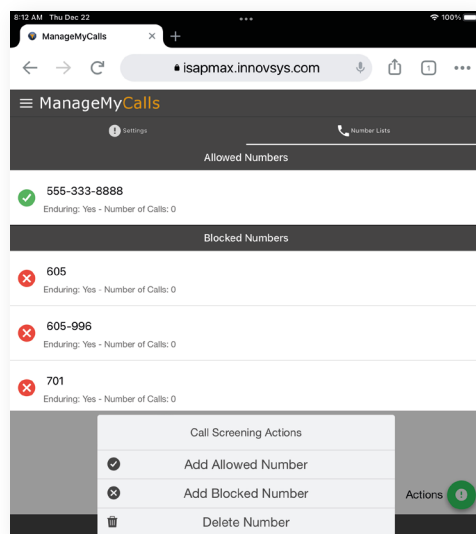 8:12 AM Thu Dec 22
100%
ManageMyCalls
isapmax.innovsys.com
1
ManageMyCalls
Settings
Number Lists
Allowed Numbers
555-333-8888
Enduring: Yes - Number of Calls: 0
Blocked Numbers
605
Enduring: Yes - Number of Calls: 0
605-996
Enduring: Yes - Number of Calls: 0
701
Enduring: Yes - Number of Calls: 0
Call Screening Actions
Add Allowed Number
Add Blocked Number
Actions
Delete Number